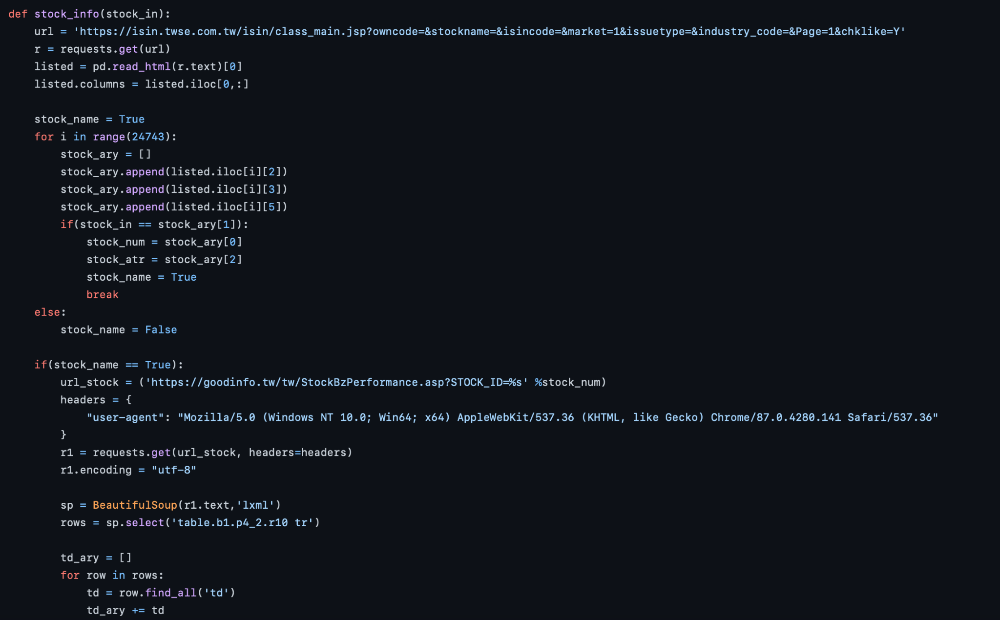 def stock_info(stock_in):
    url = 'https://isin.twse.com.tw/isin/class_main.jsp?owncode=&stockname=&isincode=&market=1&issuetype=&industry_code=&Page=1&chklike=Y'
    r = requests.get(url)
    listed = pd.read_html(r.text)[0]
    listed.columns = listed.iloc[0,:]

    stock_name = True
    for i in range(24743):
        stock_ary = []
        stock_ary.append(listed.iloc[i][2])
        stock_ary.append(listed.iloc[i][3])
        stock_ary.append(listed.iloc[i][5])
        if(stock_in == stock_ary[1]):
            stock_num = stock_ary[0]
            stock_atr = stock_ary[2]
            stock_name = True
            break
    else:
        stock_name = False

    if(stock_name == True):
        url_stock = ('https://goodinfo.tw/tw/StockBzPerformance.asp?STOCK_ID=%s' %stock_num)
        headers = {
            "user-agent": "Mozilla/5.0 (Windows NT 10.0; Win64; x64) AppleWebKit/537.36 (KHTML, like Gecko) Chrome/87.0.4280.141 Safari/537.36"
        }
        r1 = requests.get(url_stock, headers=headers)
        r1.encoding = "utf-8"

        sp = BeautifulSoup(r1.text,'lxml')
        rows = sp.select('table.b1.p4_2.r10 tr')

        td_ary = []
        for row in rows:
            td = row.find_all('td')
            td_ary += td